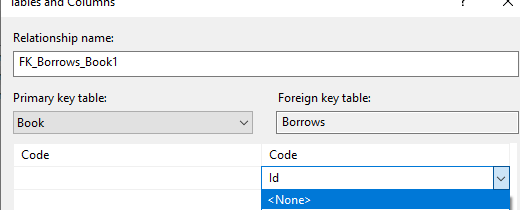 Tables and Columns ?
Relationship name:
FK_Borrows_Book1
Primary key table: Foreign key table:
Book Borrows
Code Code
Id
<None>